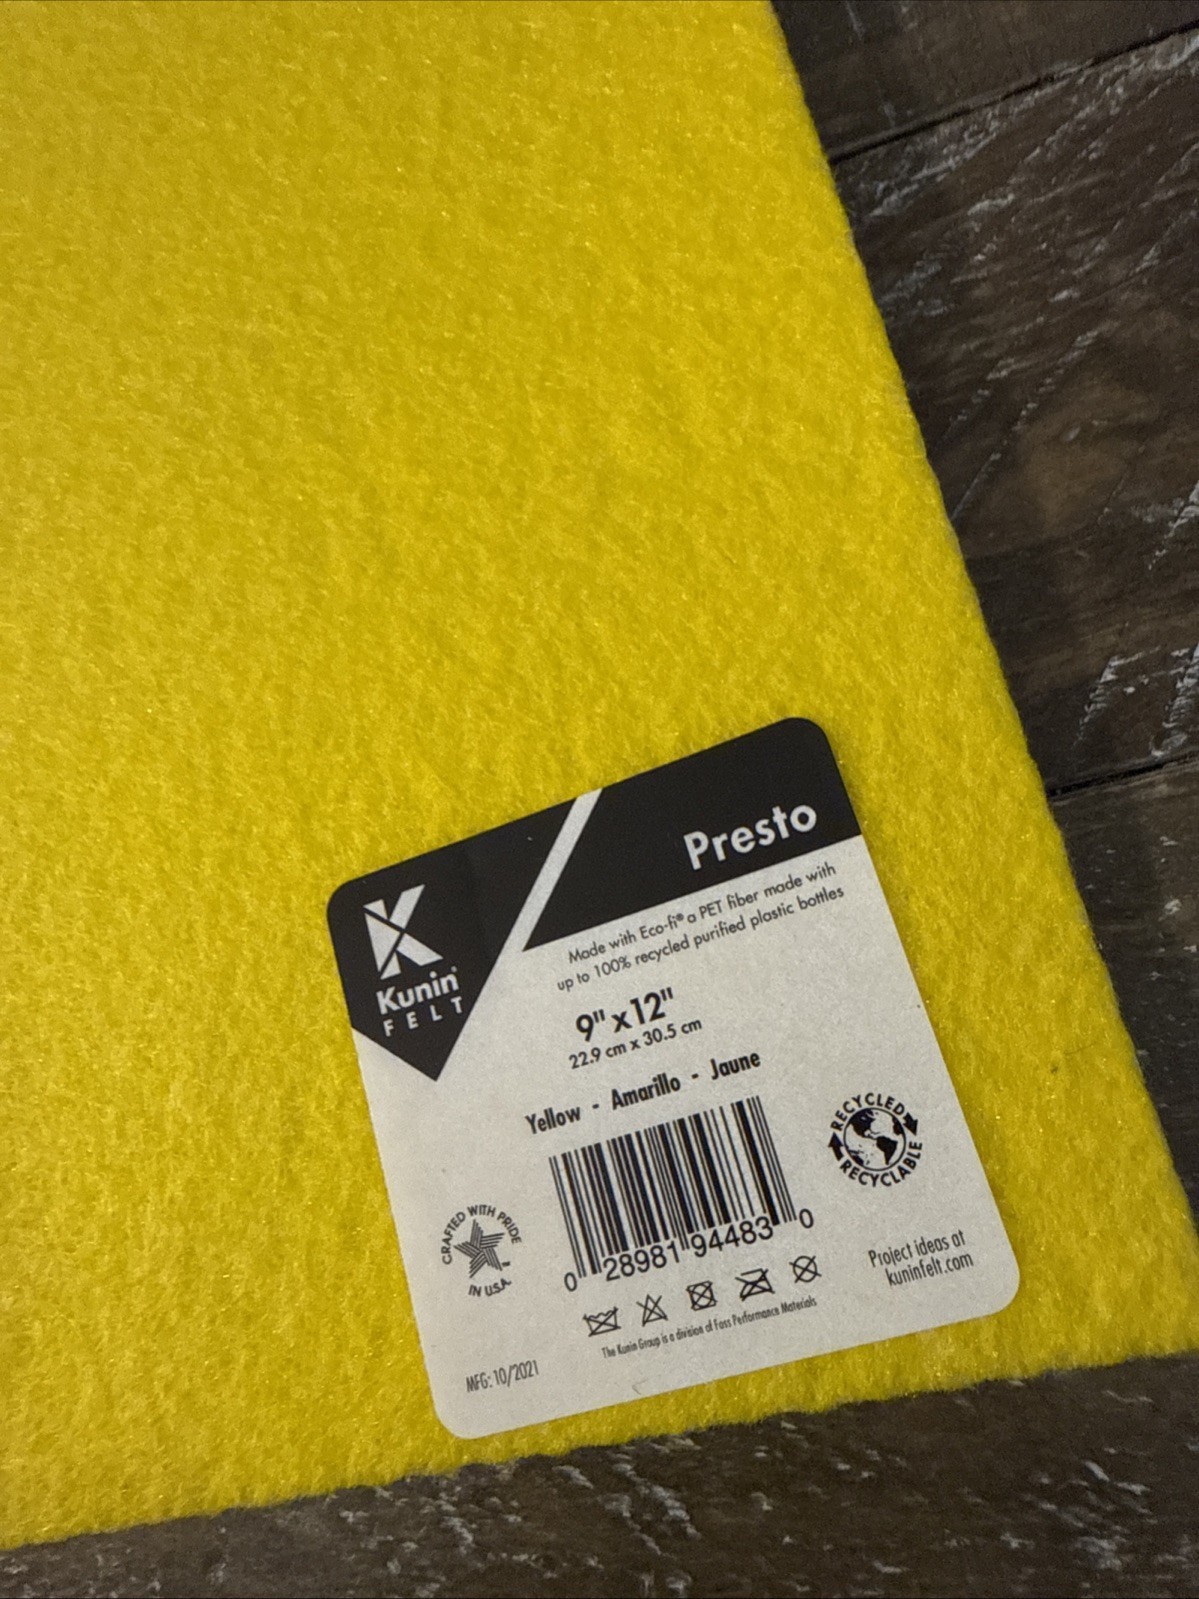 Presto
Kunin®
FELT
Made with Eco-fi® a PET fiber made with
up to 100% recycled purified plastic bottles
9" x 12"
22.9 cm x 30.5 cm
Yellow - Amarillo - Jaune
RECYCLED
RECYCLABLE
CRAFTED WITH PRIDE
IN U.S.A.
™
0 28981 94483 0
Project ideas at
kuninfelt.com
The Kunin Group is a division of Foss Performance Materials
MFG: 10/2021